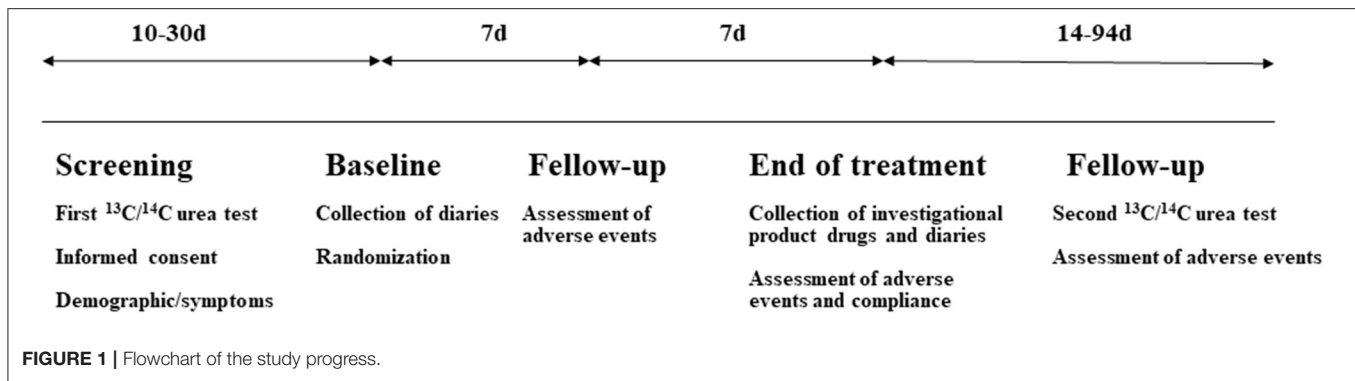 10-30d 7d 7d 14-94d
Screening Baseline Fellow-up End of treatment Fellow-up
First ¹³C/¹⁴C urea test Collection of diaries Assessment of Collection of investigational Second ¹³C/¹⁴C urea test
adverse events product drugs and diaries
Informed consent Randomization Assessment of adverse events
Assessment of adverse
Demographic/symptoms events and compliance
FIGURE 1 | Flowchart of the study progress.